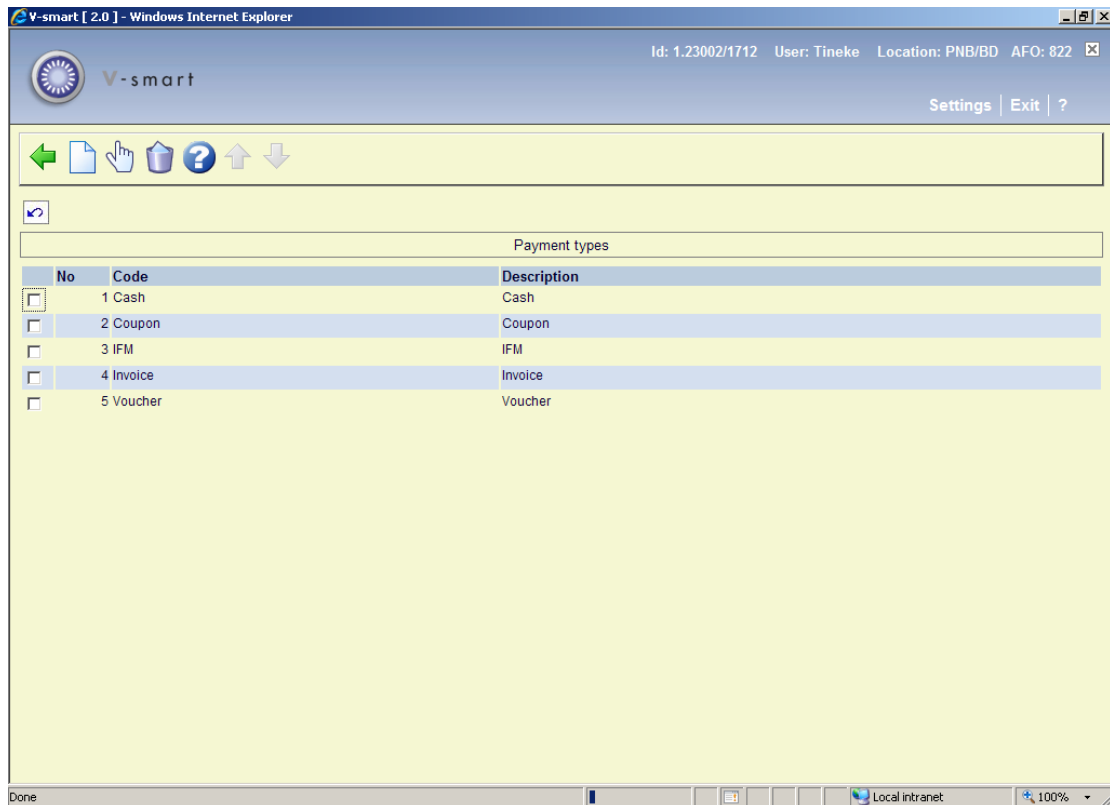 V-smart [ 2.0 ] - Windows Internet Explorer
Id: 1.23002/1712 User: Tineke Location: PNB/BD AFO: 822
V-smart
Settings | Exit | ?
Payment types
No Code Description
1 Cash Cash
2 Coupon Coupon
3 IFM IFM
4 Invoice Invoice
5 Voucher Voucher
Done Local intranet 100%